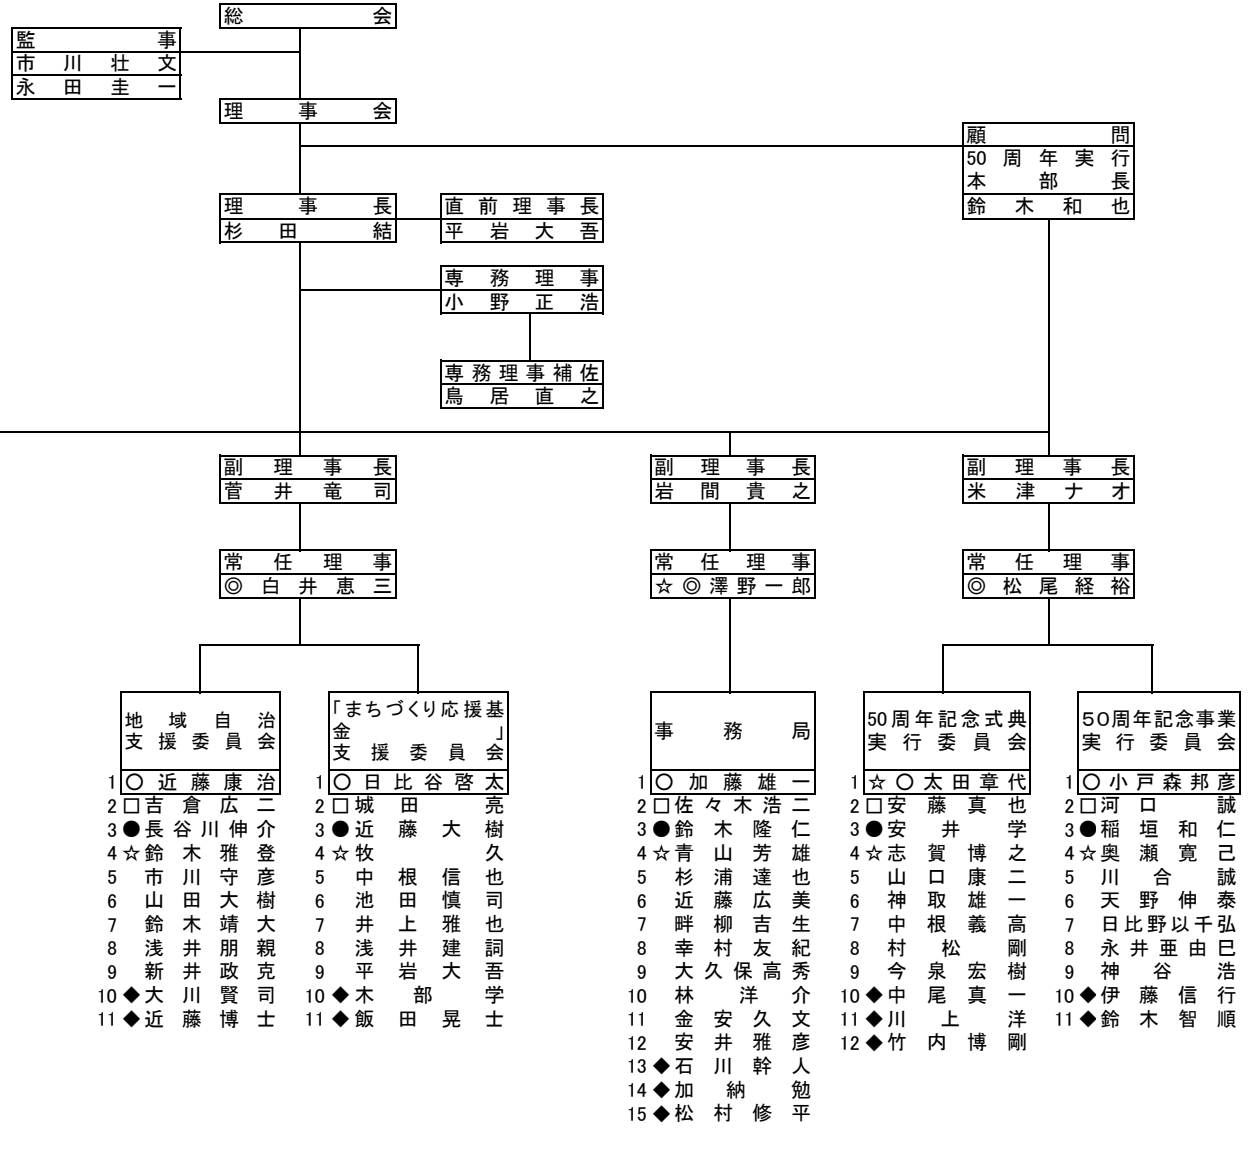 総会
監事
市川壮文
永田圭一
理事会
顧問
50周年実行
本部長
鈴木和也
理事長
杉田結
直前理事長
平岩大吾
専務理事
小野正浩
専務理事補佐
鳥居直之
副理事長
菅井竜司
副理事長
岩間貴之
副理事長
米津ナオ
常任理事
◎白井恵三
常任理事
☆◎澤野一郎
常任理事
◎松尾経裕
地域自治
支援委員会
1○近藤康治
2□吉倉広二
3●長谷川伸介
4☆鈴木雅登
5 市川守彦
6 山田大樹
7 鈴木靖大
8 浅井朋親
9 新井政克
10◆大川賢司
11◆近藤博士
「まちづくり応援基
金」
支援委員会
1○日比谷啓太
2□城田亮
3●近藤大樹
4☆牧久
5 中根信也
6 池田慎司
7 井上雅也
8 浅井建詞
9 平岩大吾
10◆木部学
11◆飯田晃士
事務局
1○加藤雄一
2□佐々木浩二
3●鈴木隆仁
4☆青山芳雄
5 杉浦達也
6 近藤広美
7 畔柳吉生
8 幸村友紀
9 大久保高秀
10 林洋介
11 金安久文
12 安井雅彦
13◆石川幹人
14◆加納勉
15◆松村修平
50周年記念式典
実行委員会
1☆○太田章代
2□安藤真也
3●安井学
4☆志賀博之
5 山口康二
6 神取雄一
7 中根義高
8 村松剛
9 今泉宏樹
10◆中尾真一
11◆川上洋
12◆竹内博剛
50周年記念事業
実行委員会
1○小戸森邦彦
2□河口誠
3●稲垣和仁
4☆奥瀬寛己
5 川合誠
6 天野伸泰
7 日比野以千弘
8 永井亜由巳
9 神谷浩
10◆伊藤信行
11◆鈴木智順